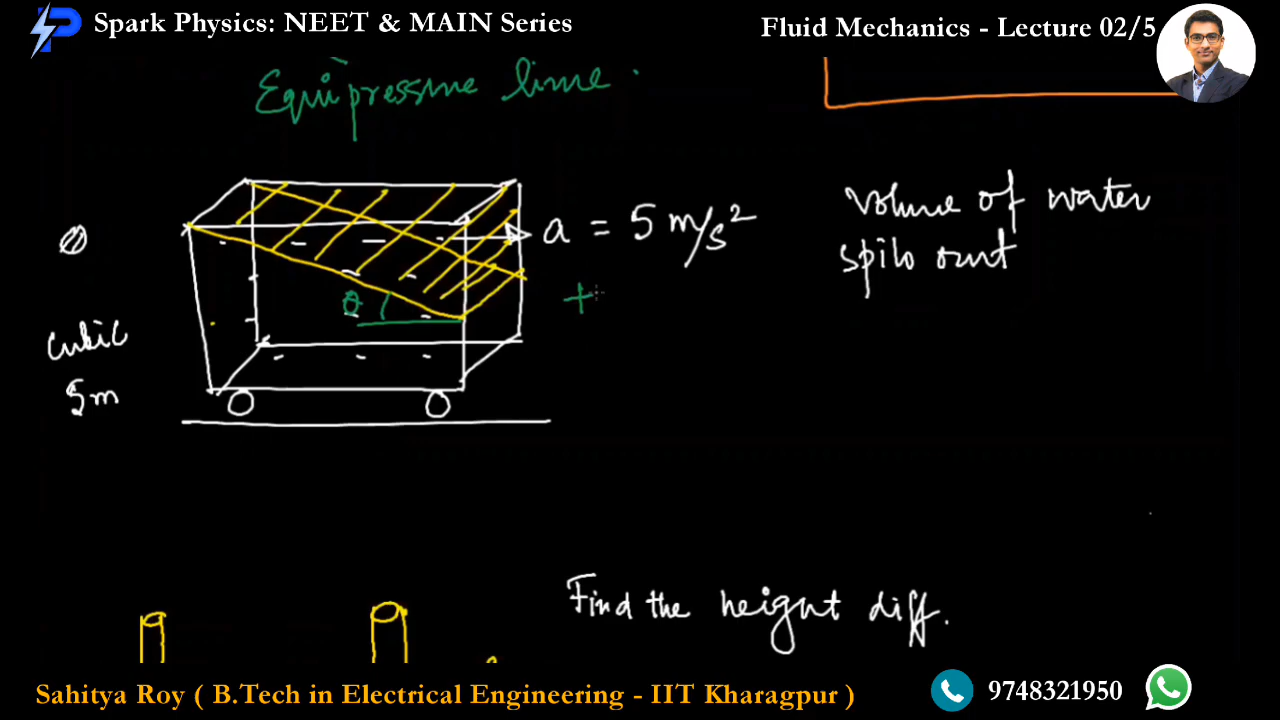 Spark Physics: NEET & MAIN Series
Fluid Mechanics - Lecture 02/5
Equipressure line.
volume of water
spils out
a = 5 m/s²
θ
+
cubic
5m
Find the height diff.
Sahitya Roy ( B.Tech in Electrical Engineering - IIT Kharagpur )
9748321950